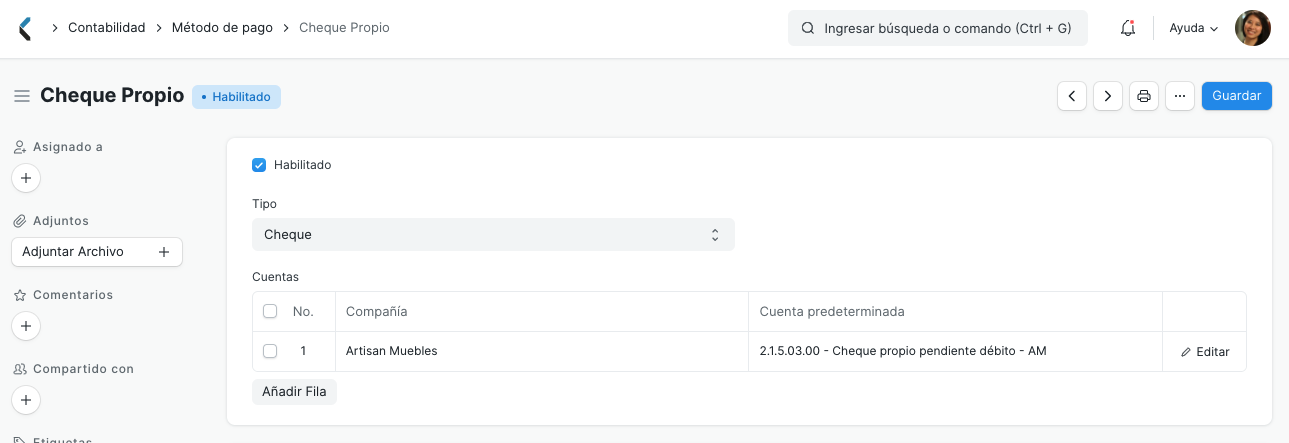 Contabilidad
Método de pago
Cheque Propio
Ingresar búsqueda o comando (Ctrl + G)
Ayuda
Cheque Propio
Habilitado
Guardar
Asignado a
Adjuntos
Adjuntar Archivo
Comentarios
Compartido con
Etiquetas
Habilitado
Tipo
Cheque
Cuentas
No. Compañía Cuenta predeterminada
1 Artisan Muebles 2.1.5.03.00 - Cheque propio pendiente débito - AM Editar
Añadir Fila